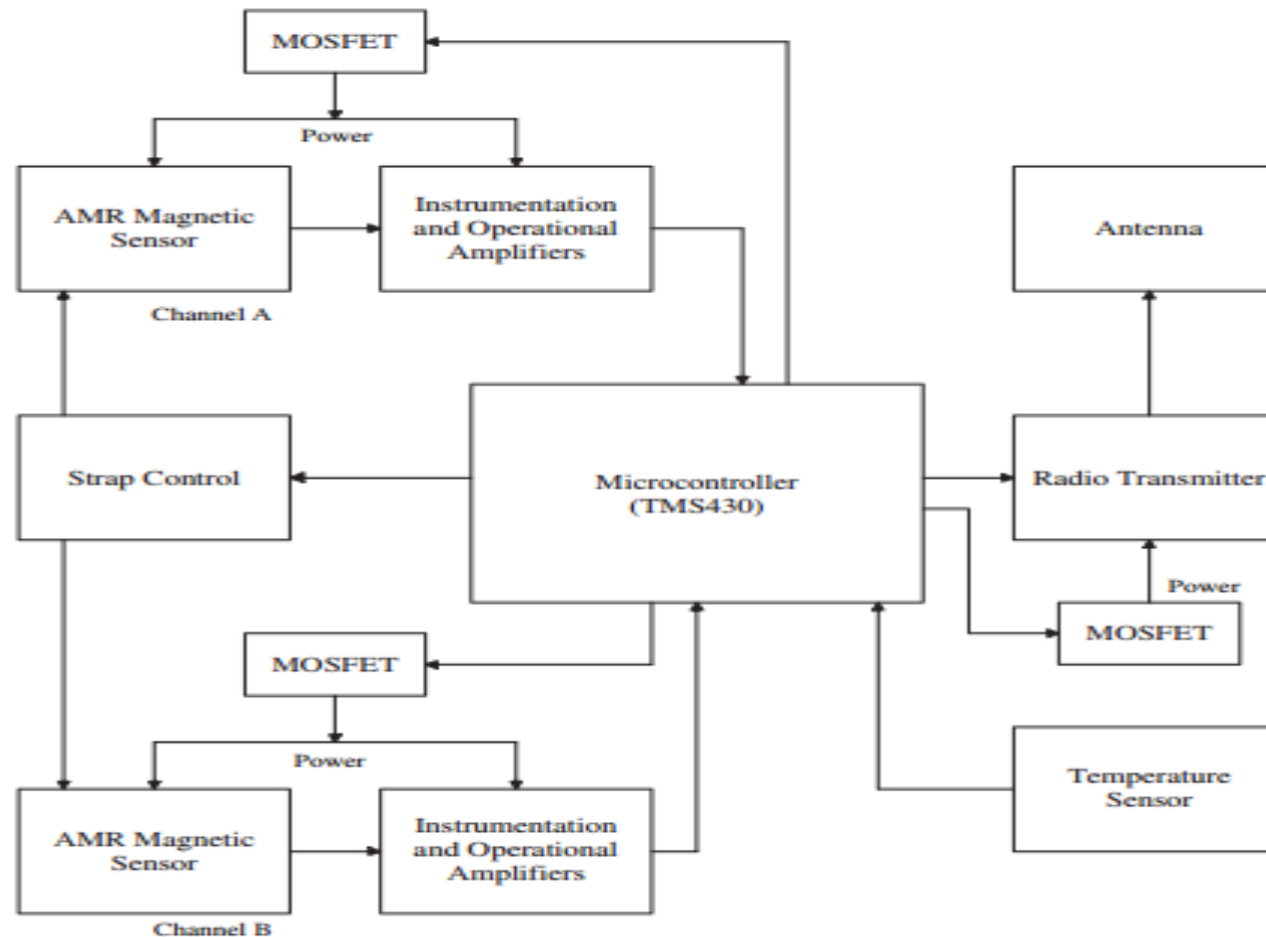 MOSFET
Power
AMR Magnetic
Sensor
Instrumentation
and Operational
Amplifiers
Antenna
Channel A
Strap Control
Microcontroller
(TMS430)
Radio Transmitter
Power
MOSFET
MOSFET
Power
AMR Magnetic
Sensor
Instrumentation
and Operational
Amplifiers
Temperature
Sensor
Channel B